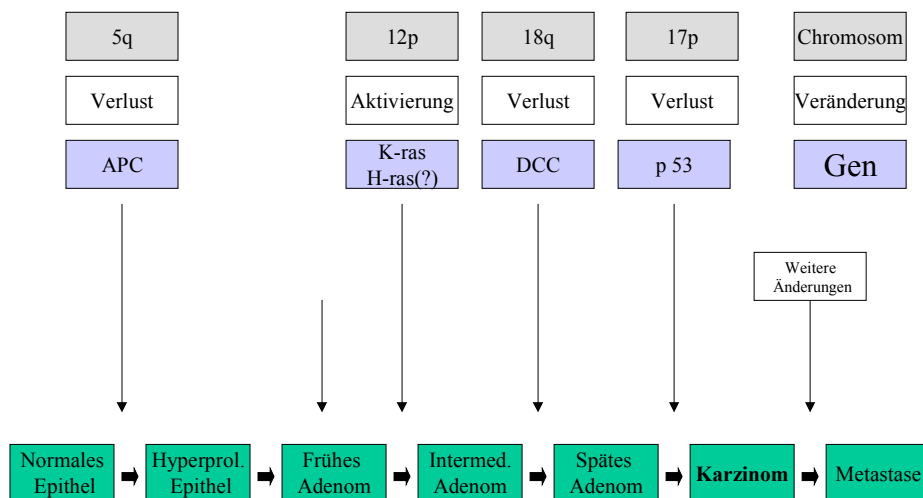 5q
12p
18q
17p
Chromosom
Verlust
Aktivierung
Verlust
Verlust
Veränderung
APC
K-ras
H-ras(?)
DCC
p 53
Gen
Weitere
Änderungen
Normales
Epithel
Hyperprol.
Epithel
Frühes
Adenom
Intermed.
Adenom
Spätes
Adenom
Karzinom
Metastase